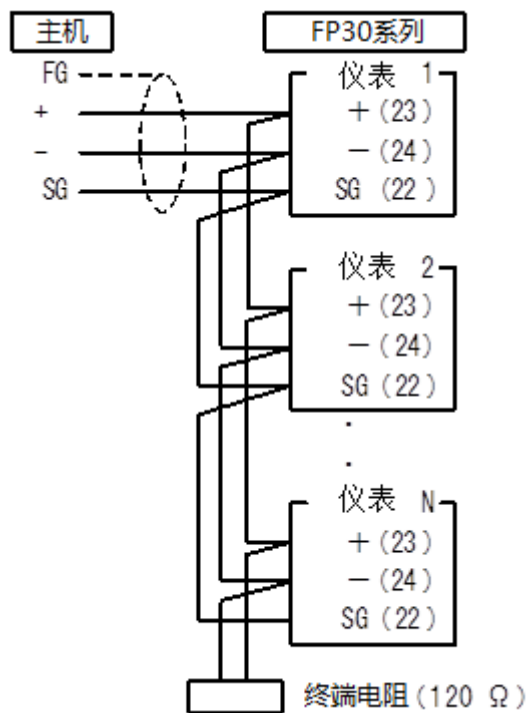 主机 FP30系列
FG 仪表 1
+ +(23)
- -(24)
SG SG (22)
仪表 2
+(23)
-(24)
SG(22)
仪表 N
+(23)
-(24)
SG(22)
终端电阻(120 Ω)